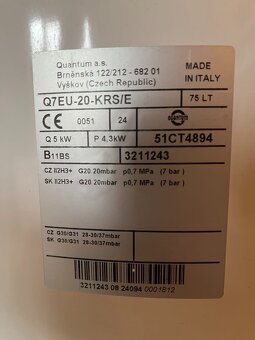 Quantum a.s.
Brněnská 122/212 - 682 01
Vyškov (Czech Republic)
MADE
IN ITALY
Q7EU-20-KRS/E
75 LT
CE 0051
24
QUANTUM
Q 5 kW
P 4,3kW
51CT4894
B11BS
3211243
CZ II2H3+ G20 20mbar p0,7 MPa (7 bar)
SK II2H3+ G20 20mbar p0,7 MPa (7 bar)
CZ G30/G31 28-30/37mbar
SK G30/G31 28-30/37mbar
3211243 08 24094 0001812